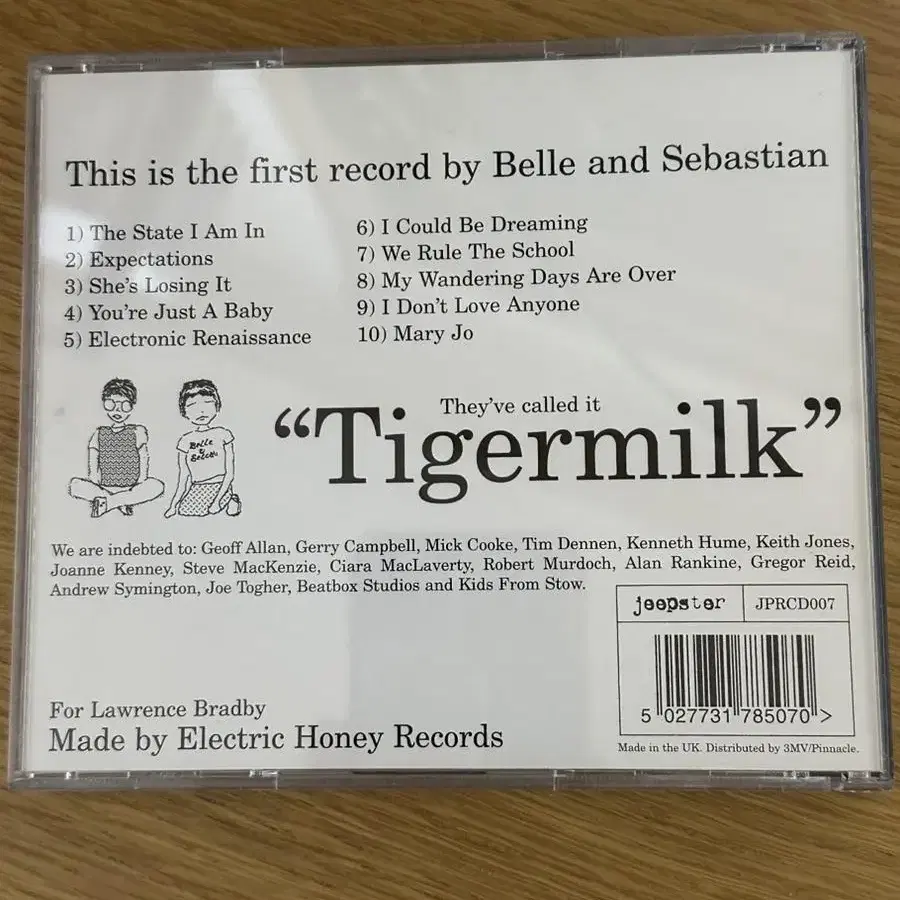 This is the first record by Belle and Sebastian
1) The State I Am In
2) Expectations
3) She's Losing It
4) You're Just A Baby
5) Electronic Renaissance
6) I Could Be Dreaming
7) We Rule The School
8) My Wandering Days Are Over
9) I Don't Love Anyone
10) Mary Jo
They've called it
“Tigermilk”
Belle
&
We are indebted to: Geoff Allan, Gerry Campbell, Mick Cooke, Tim Dennen, Kenneth Hume, Keith Jones,
Joanne Kenney, Steve MacKenzie, Ciara MacLaverty, Robert Murdoch, Alan Rankine, Gregor Reid,
Andrew Symington, Joe Togher, Beatbox Studios and Kids From Stow.
jeepster JPRCD007
5 027731 785070 >
Made in the UK. Distributed by 3MV/Pinnacle.
For Lawrence Bradby
Made by Electric Honey Records